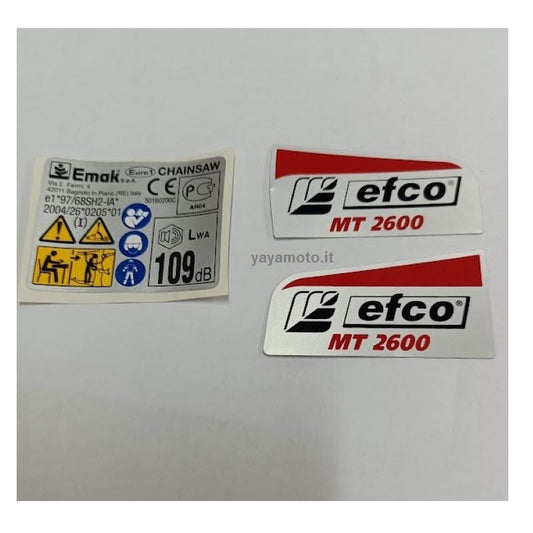 Emak S.p.A.
Euro 1
CHAINSAW
Via E. Fermi, 4
42011 Bagnolo in Piano (RE) Italy
e1*97/68SH2-IA*
2004/26*0205*01
(I)
CE
50160200C
AR04
LWA
109dB
efco®
MT 2600
yayamoto.it
efco®
MT 2600